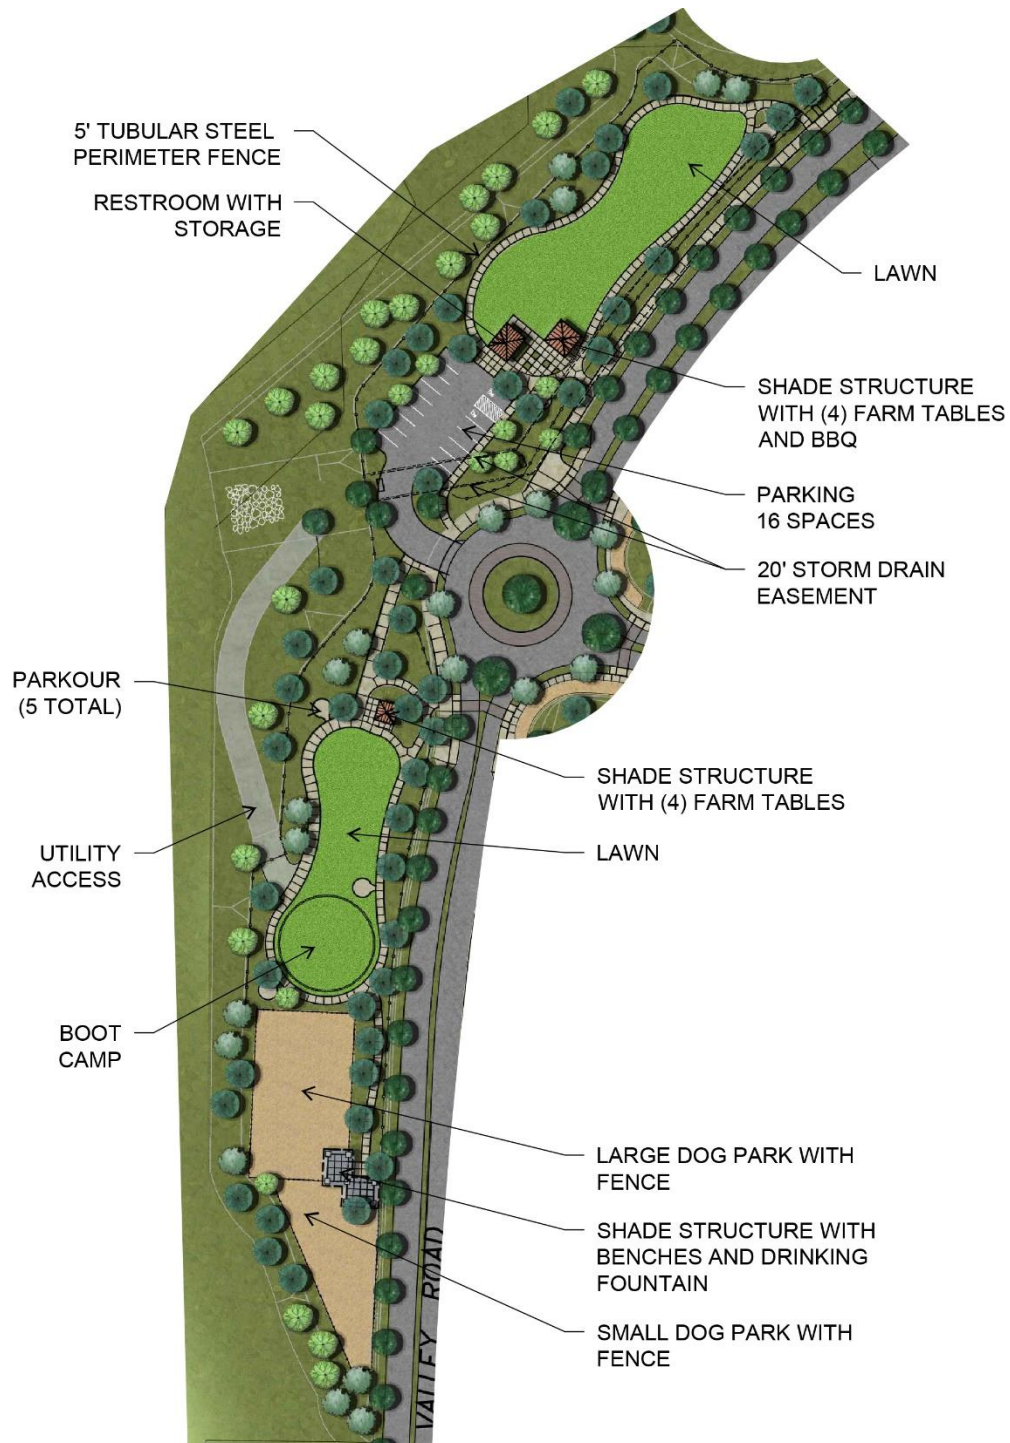 5' TUBULAR STEEL
PERIMETER FENCE
RESTROOM WITH
STORAGE
LAWN
SHADE STRUCTURE
WITH (4) FARM TABLES
AND BBQ
PARKING
16 SPACES
20' STORM DRAIN
EASEMENT
PARKOUR
(5 TOTAL)
SHADE STRUCTURE
WITH (4) FARM TABLES
UTILITY
ACCESS
LAWN
BOOT
CAMP
LARGE DOG PARK WITH
FENCE
SHADE STRUCTURE WITH
BENCHES AND DRINKING
FOUNTAIN
SMALL DOG PARK WITH
FENCE
VALLEY ROAD